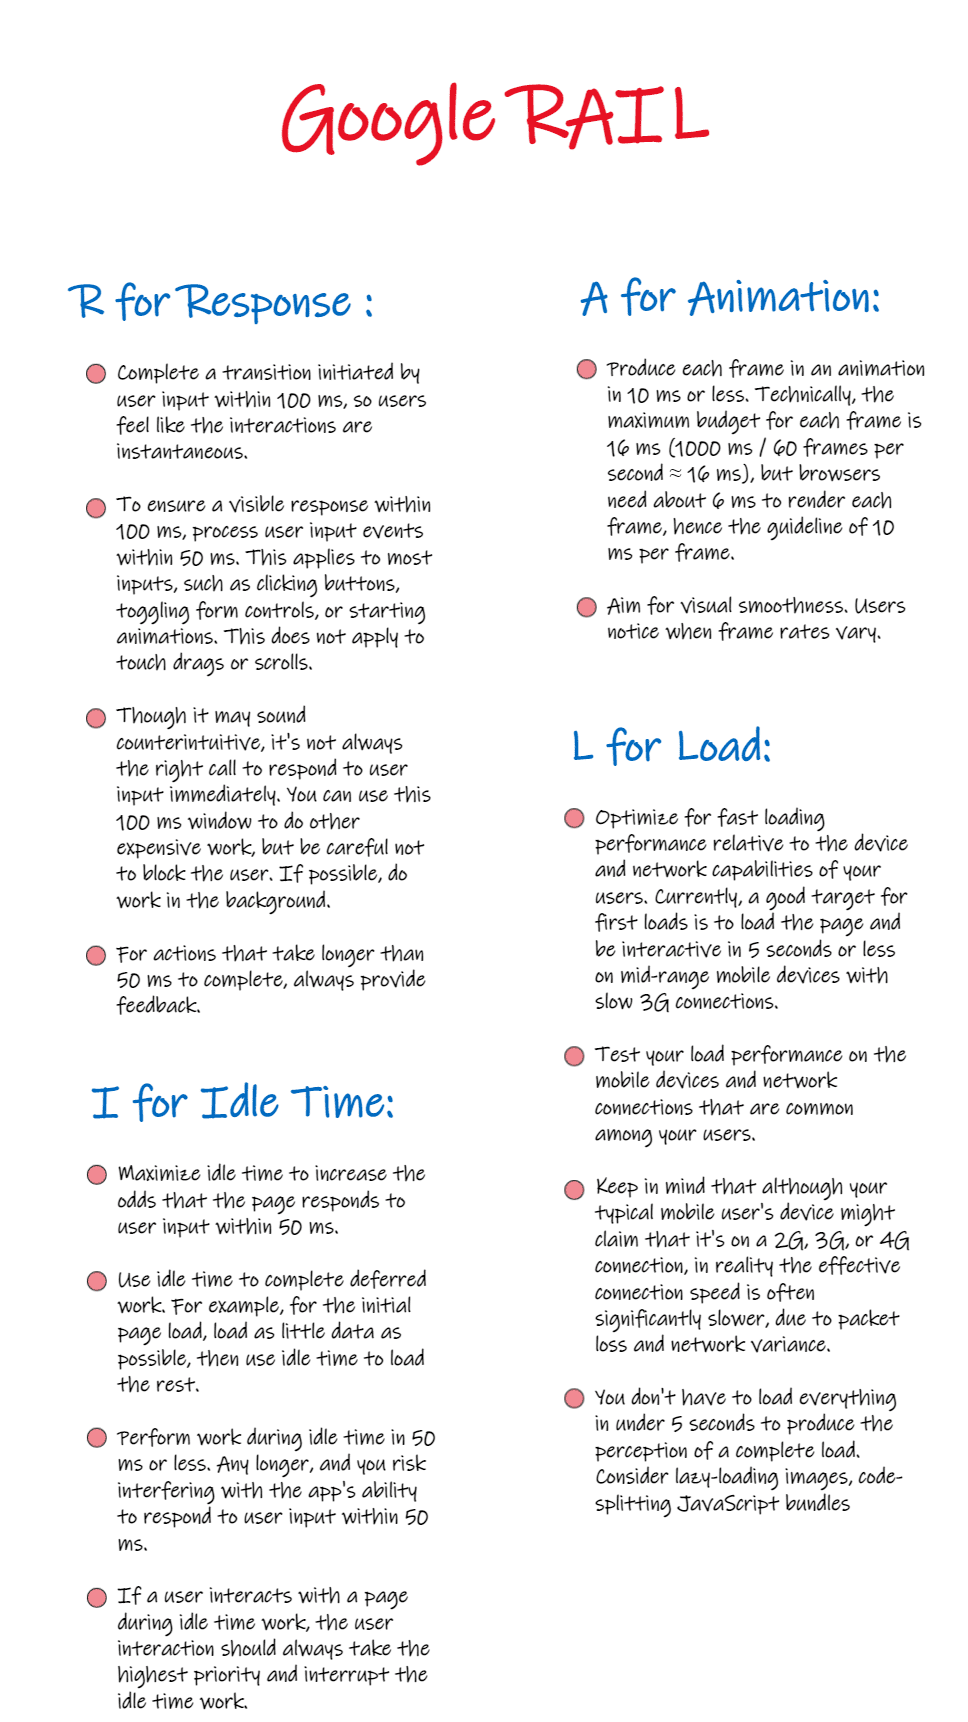 Google RAIL
R for Response :
Complete a transition initiated by
user input within 100 ms, so users
feel like the interactions are
instantaneous.
To ensure a visible response within
100 ms, process user input events
within 50 ms. This applies to most
inputs, such as clicking buttons,
toggling form controls, or starting
animations. This does not apply to
touch drags or scrolls.
Though it may sound
counterintuitive, it's not always
the right call to respond to user
input immediately. You can use this
100 ms window to do other
expensive work, but be careful not
to block the user. If possible, do
work in the background.
For actions that take longer than
50 ms to complete, always provide
feedback.
A for Animation:
Produce each frame in an animation
in 10 ms or less. Technically, the
maximum budget for each frame is
16 ms (1000 ms / 60 frames per
second ≈ 16 ms), but browsers
need about 6 ms to render each
frame, hence the guideline of 10
ms per frame.
Aim for visual smoothness. Users
notice when frame rates vary.
I for Idle Time:
Maximize idle time to increase the
odds that the page responds to
user input within 50 ms.
Use idle time to complete deferred
work. For example, for the initial
page load, load as little data as
possible, then use idle time to load
the rest.
Perform work during idle time in 50
ms or less. Any longer, and you risk
interfering with the app's ability
to respond to user input within 50
ms.
If a user interacts with a page
during idle time work, the user
interaction should always take the
highest priority and interrupt the
idle time work.
L for Load:
Optimize for fast loading
performance relative to the device
and network capabilities of your
users. Currently, a good target for
first loads is to load the page and
be interactive in 5 seconds or less
on mid-range mobile devices with
slow 3G connections.
Test your load performance on the
mobile devices and network
connections that are common
among your users.
Keep in mind that although your
typical mobile user's device might
claim that it's on a 2G, 3G, or 4G
connection, in reality the effective
connection speed is often
significantly slower, due to packet
loss and network variance.
You don't have to load everything
in under 5 seconds to produce the
perception of a complete load.
Consider lazy-loading images, code-
splitting JavaScript bundles